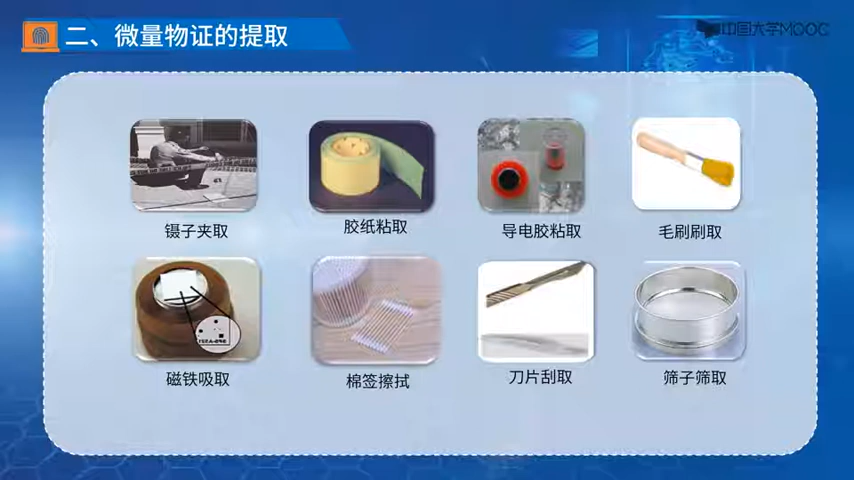 二、微量物证的提取
中国大学MOOC
镊子夹取
胶纸粘取
导电胶粘取
毛刷刷取
磁铁吸取
棉签擦拭
刀片刮取
筛子筛取